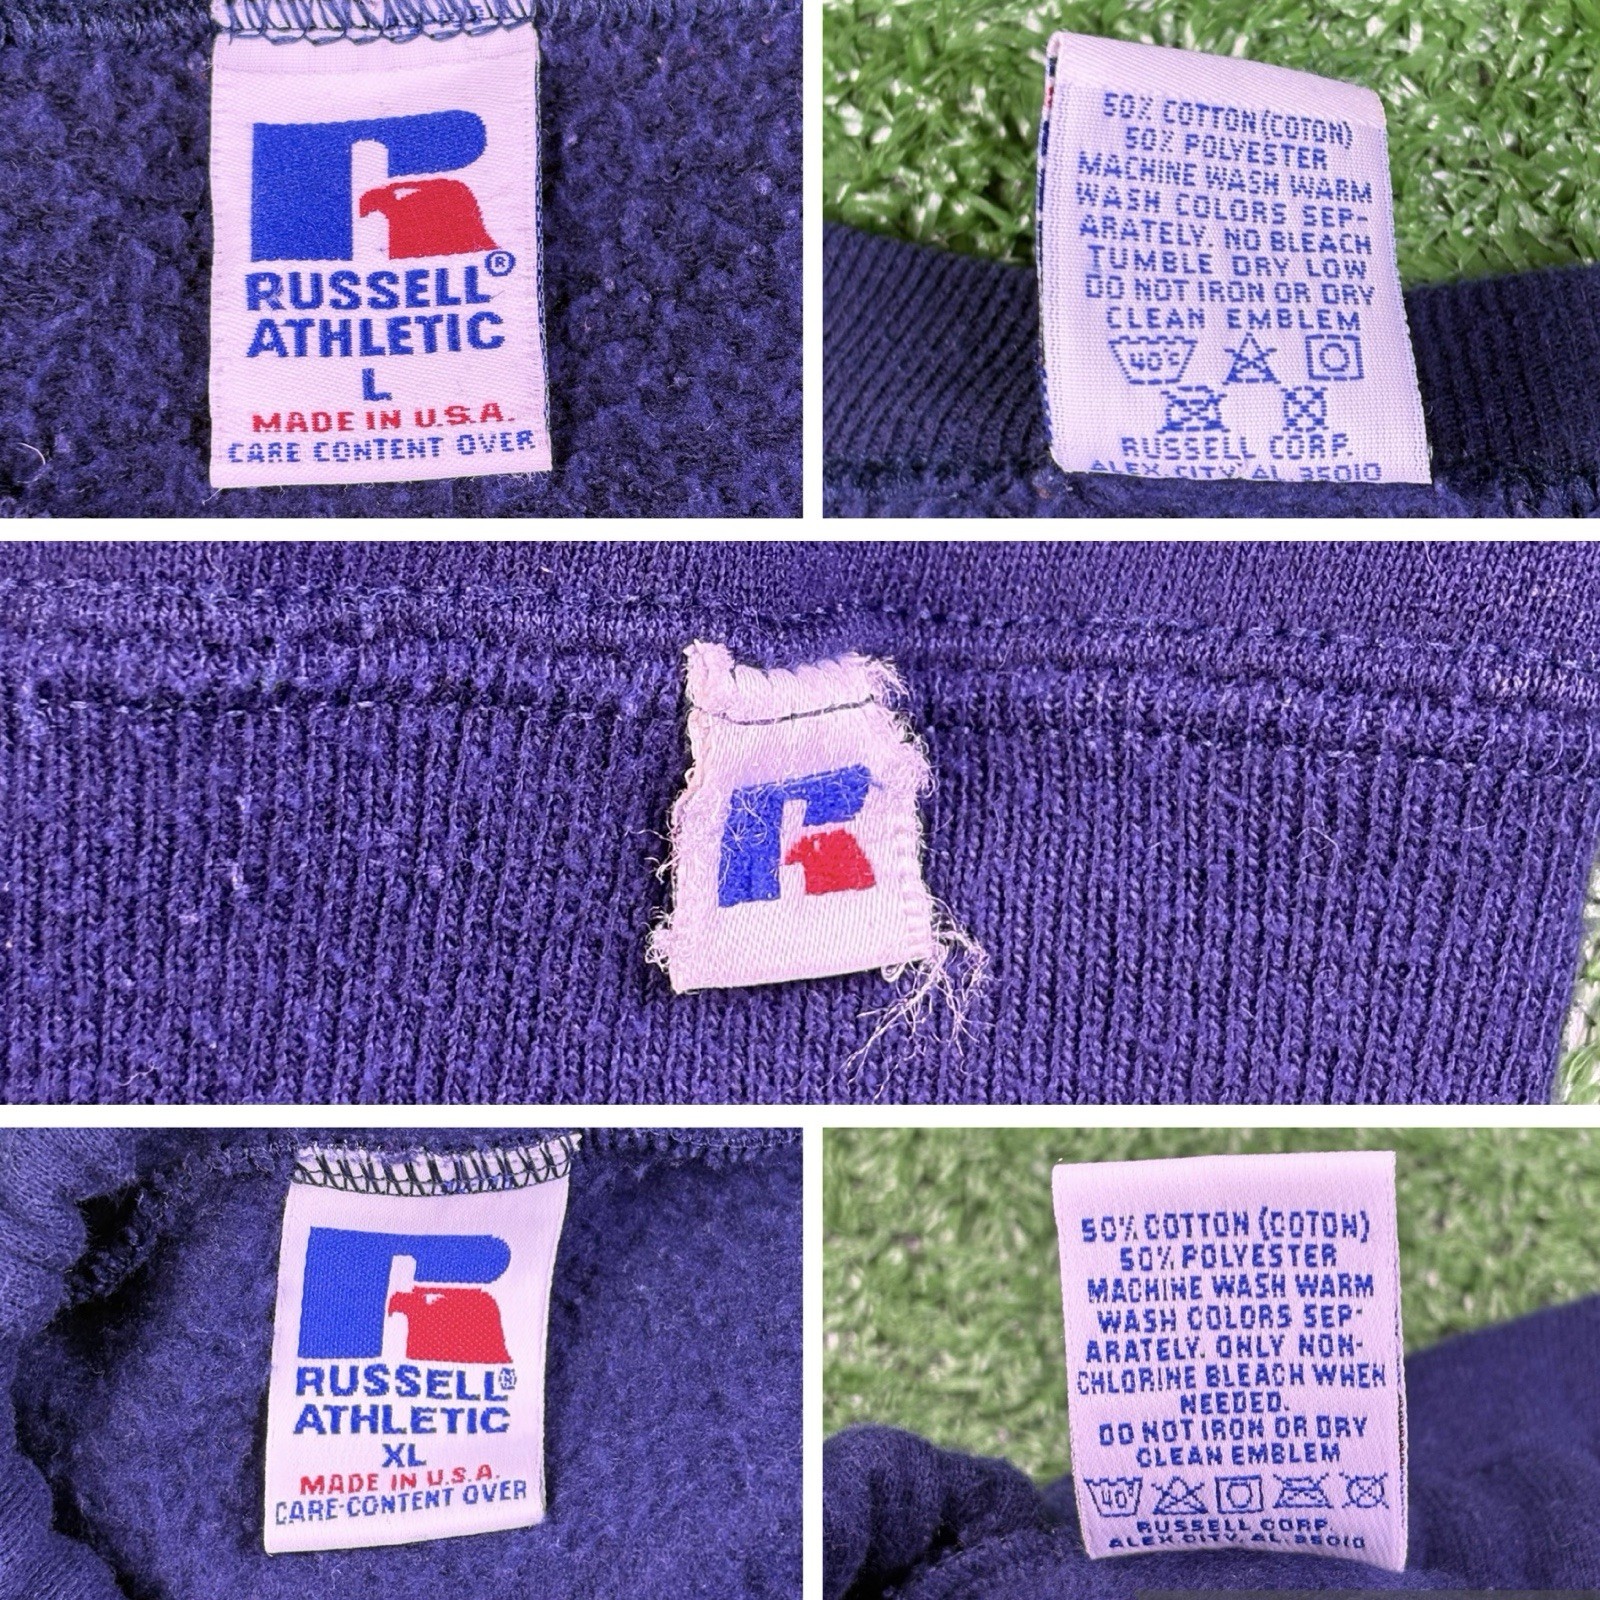 RUSSELL®
ATHLETIC
L
MADE IN U.S.A.
CARE CONTENT OVER
50% COTTON (COTON)
50% POLYESTER
MACHINE WASH WARM
WASH COLORS SEP-
ARATELY. NO BLEACH
TUMBLE DRY LOW
DO NOT IRON OR DRY
CLEAN EMBLEM
40°C
RUSSELL CORP.
ALEX CITY, AL. 35010
RUSSELL®
ATHLETIC
XL
MADE IN U.S.A.
CARE-CONTENT OVER
50% COTTON (COTON)
50% POLYESTER
MACHINE WASH WARM
WASH COLORS SEP-
ARATELY. ONLY NON-
CHLORINE BLEACH WHEN
NEEDED.
DO NOT IRON OR DRY
CLEAN EMBLEM
40°
RUSSELL CORP.
ALEX CITY, AL. 35010